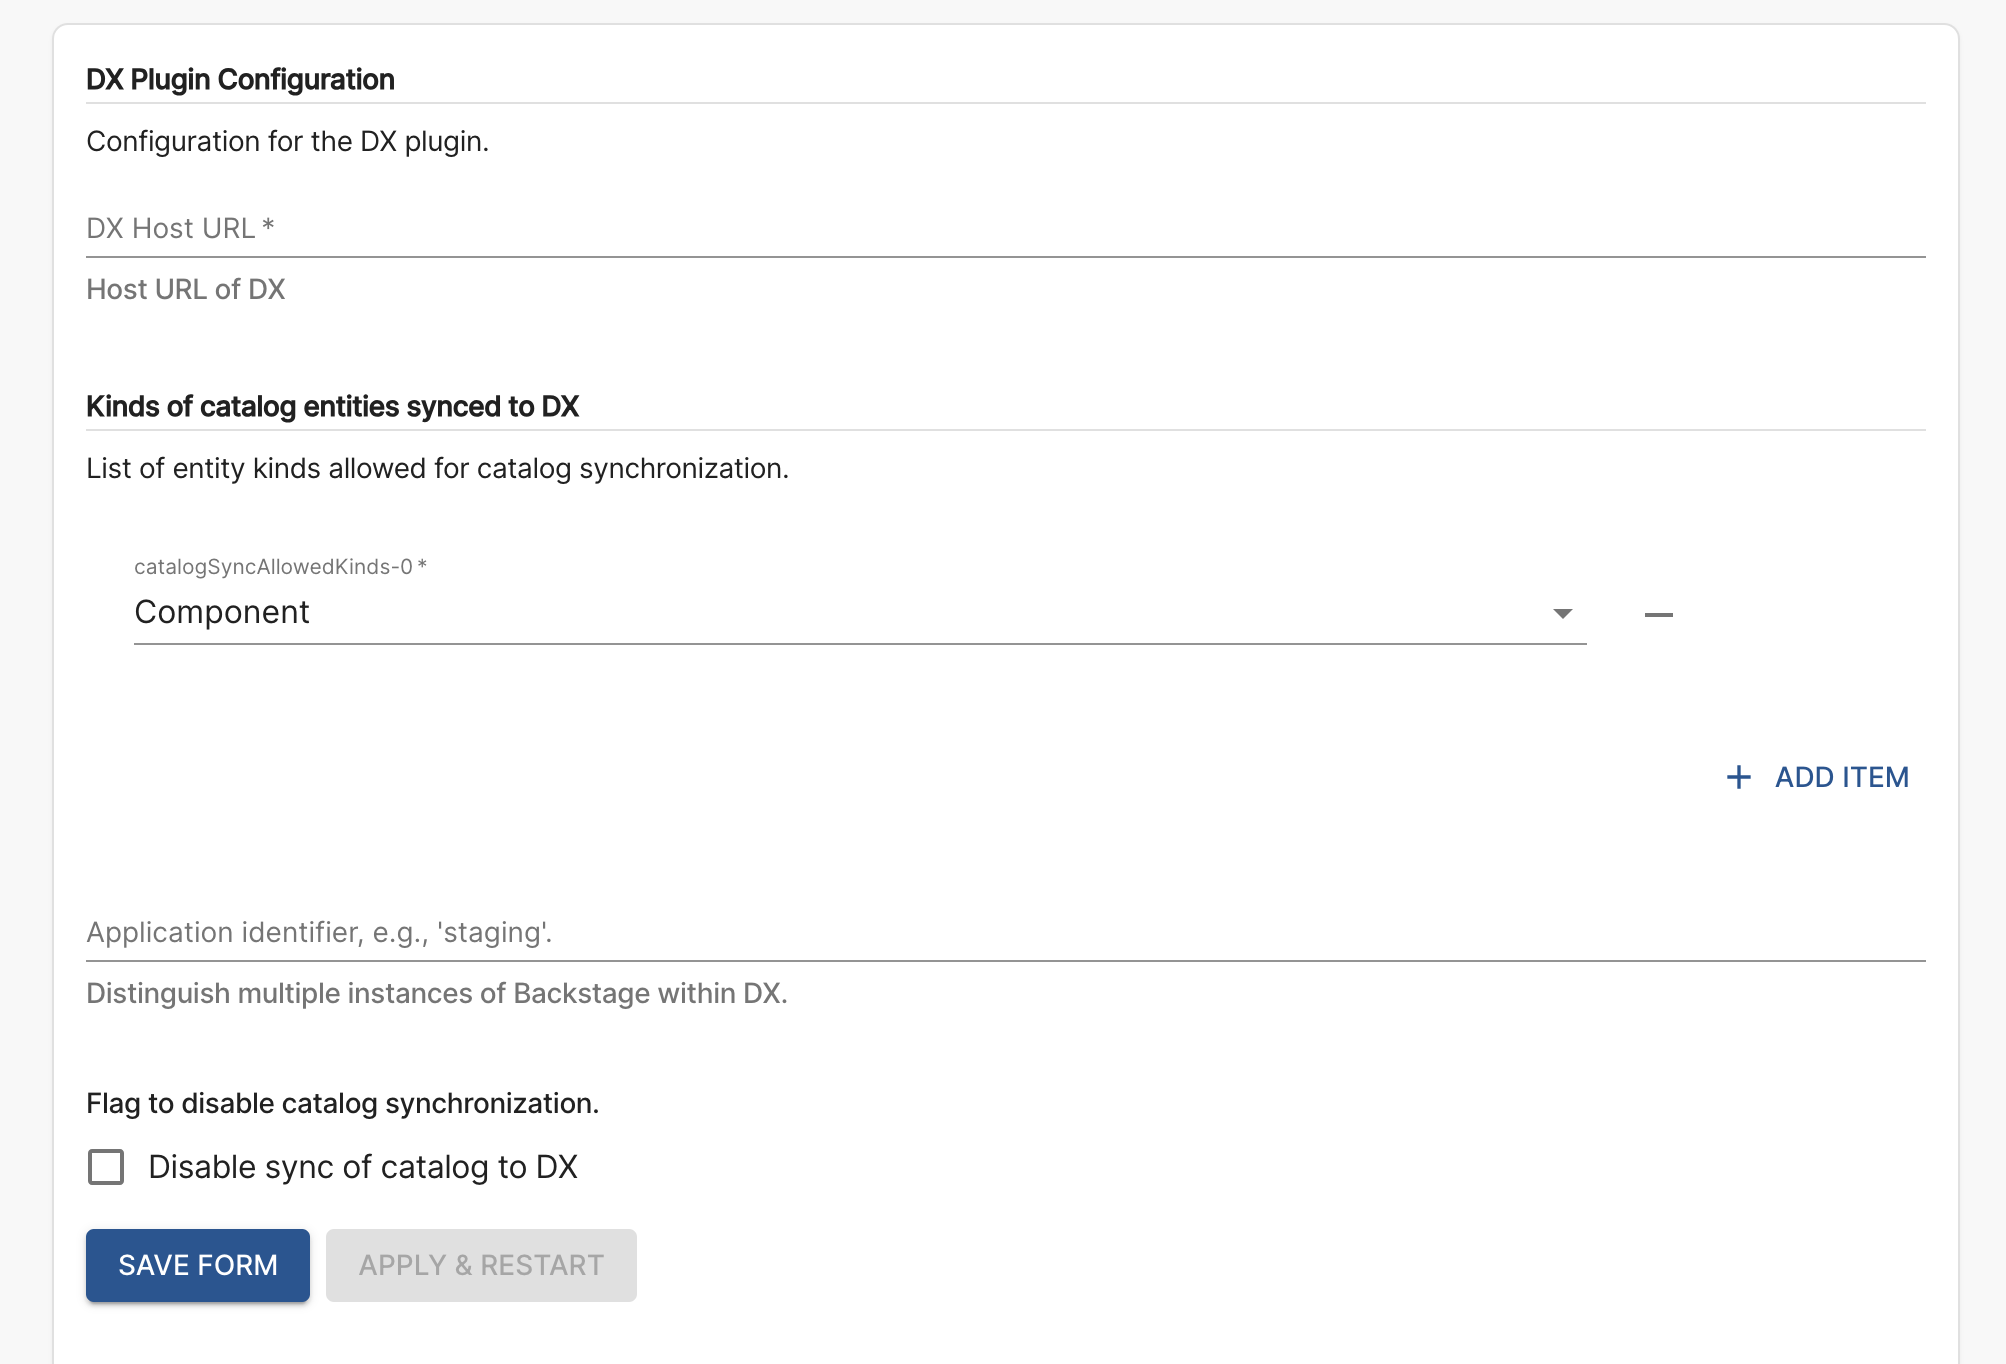 DX Plugin Configuration
Configuration for the DX plugin.
DX Host URL *
Host URL of DX
Kinds of catalog entities synced to DX
List of entity kinds allowed for catalog synchronization.
catalogSyncAllowedKinds-0 *
Component
ADD ITEM
Application identifier, e.g., 'staging'.
Distinguish multiple instances of Backstage within DX.
Flag to disable catalog synchronization.
Disable sync of catalog to DX
SAVE FORM
APPLY & RESTART